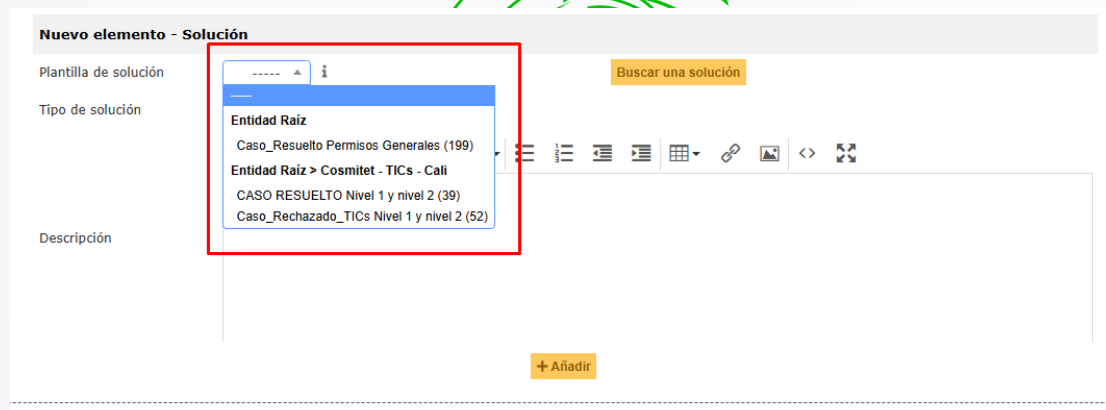 Nuevo elemento - Solución
Plantilla de solución
----- i
Buscar una solución
-----
Tipo de solución
Entidad Raíz
Caso_Resuelto Permisos Generales (199)
Entidad Raíz > Cosmitet - TICs - Cali
CASO RESUELTO Nivel 1 y nivel 2 (39)
Caso_Rechazado_TICs Nivel 1 y nivel 2 (52)
Descripción
+ Añadir